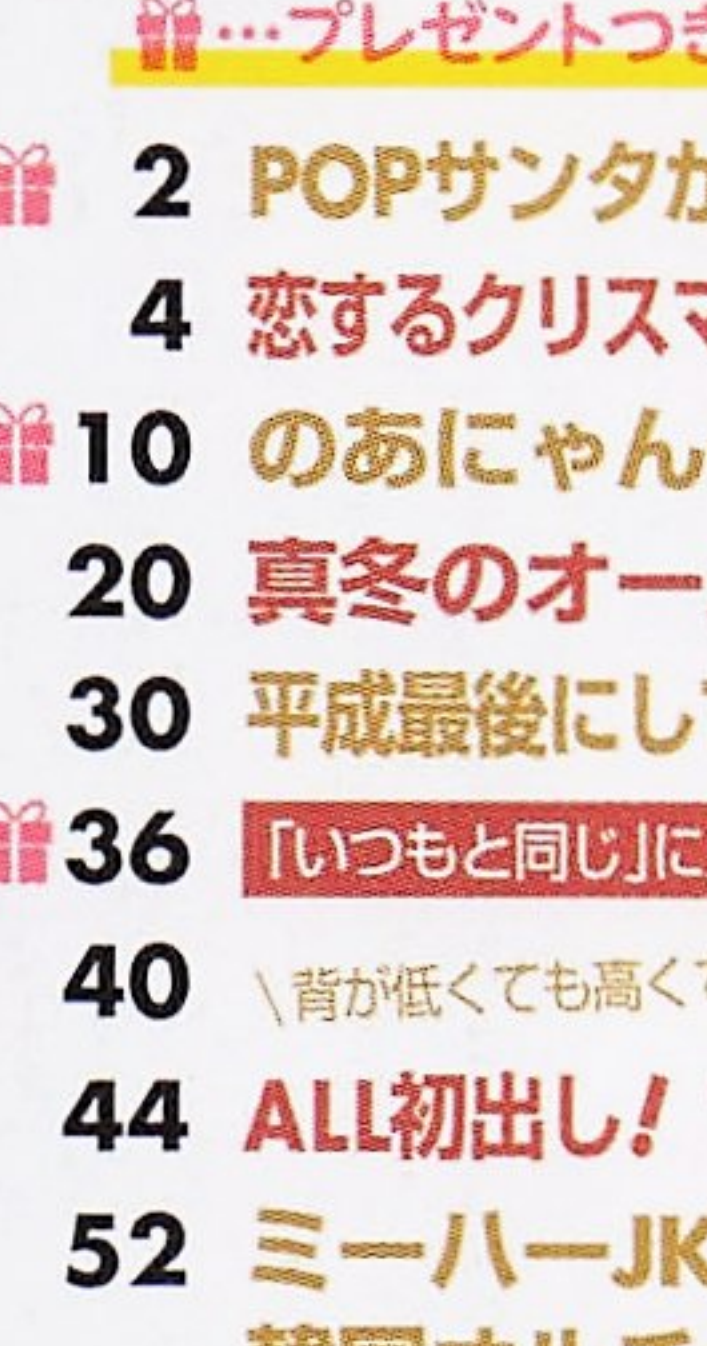 …プレゼントつき
2 POPサンタが
4 恋するクリスマ
10 のあにゃん
20 真冬のオー
30 平成最後にし
36 「いつもと同じ」に
40 \背が低くても高くて
44 ALL初出し!
52 ミーハーJK